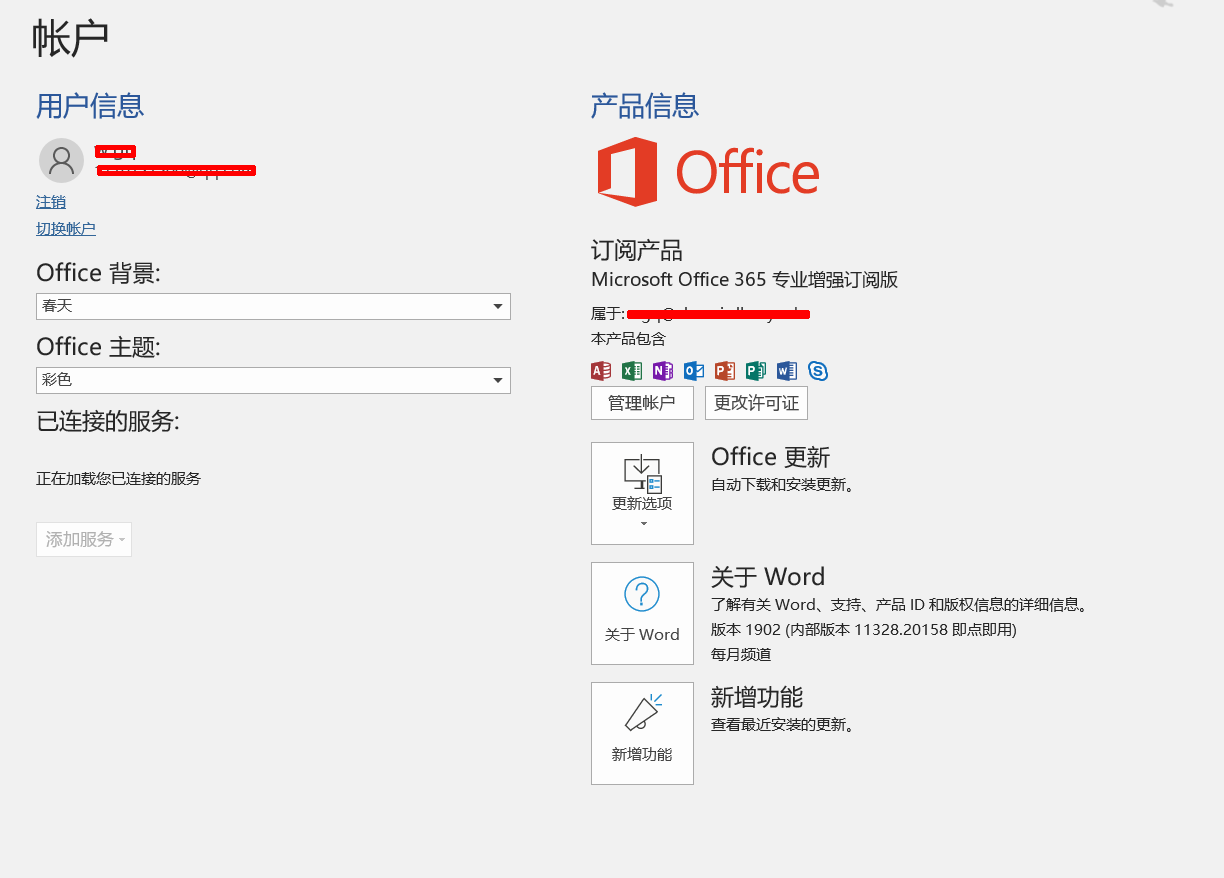 帐户
用户信息
注销
切换帐户
Office 背景:
春天
Office 主题:
彩色
已连接的服务:
正在加载您已连接的服务
添加服务
产品信息
Office
订阅产品
Microsoft Office 365 专业增强订阅版
属于:
本产品包含
管理帐户
更改许可证
更新选项
Office 更新
自动下载和安装更新。
关于 Word
关于 Word
了解有关 Word、支持、产品 ID 和版权信息的详细信息。
版本 1902 (内部版本 11328.20158 即点即用)
每月频道
新增功能
新增功能
查看最近安装的更新。